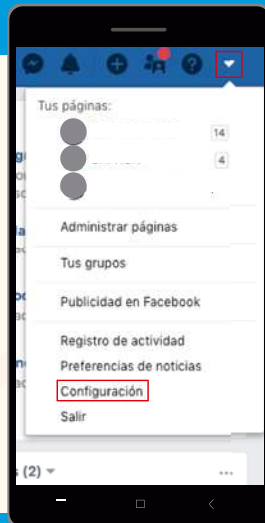 Tus páginas:
14
4
Administrar páginas
Tus grupos
Publicidad en Facebook
Registro de actividad
Preferencias de noticias
Configuración
Salir
(2)